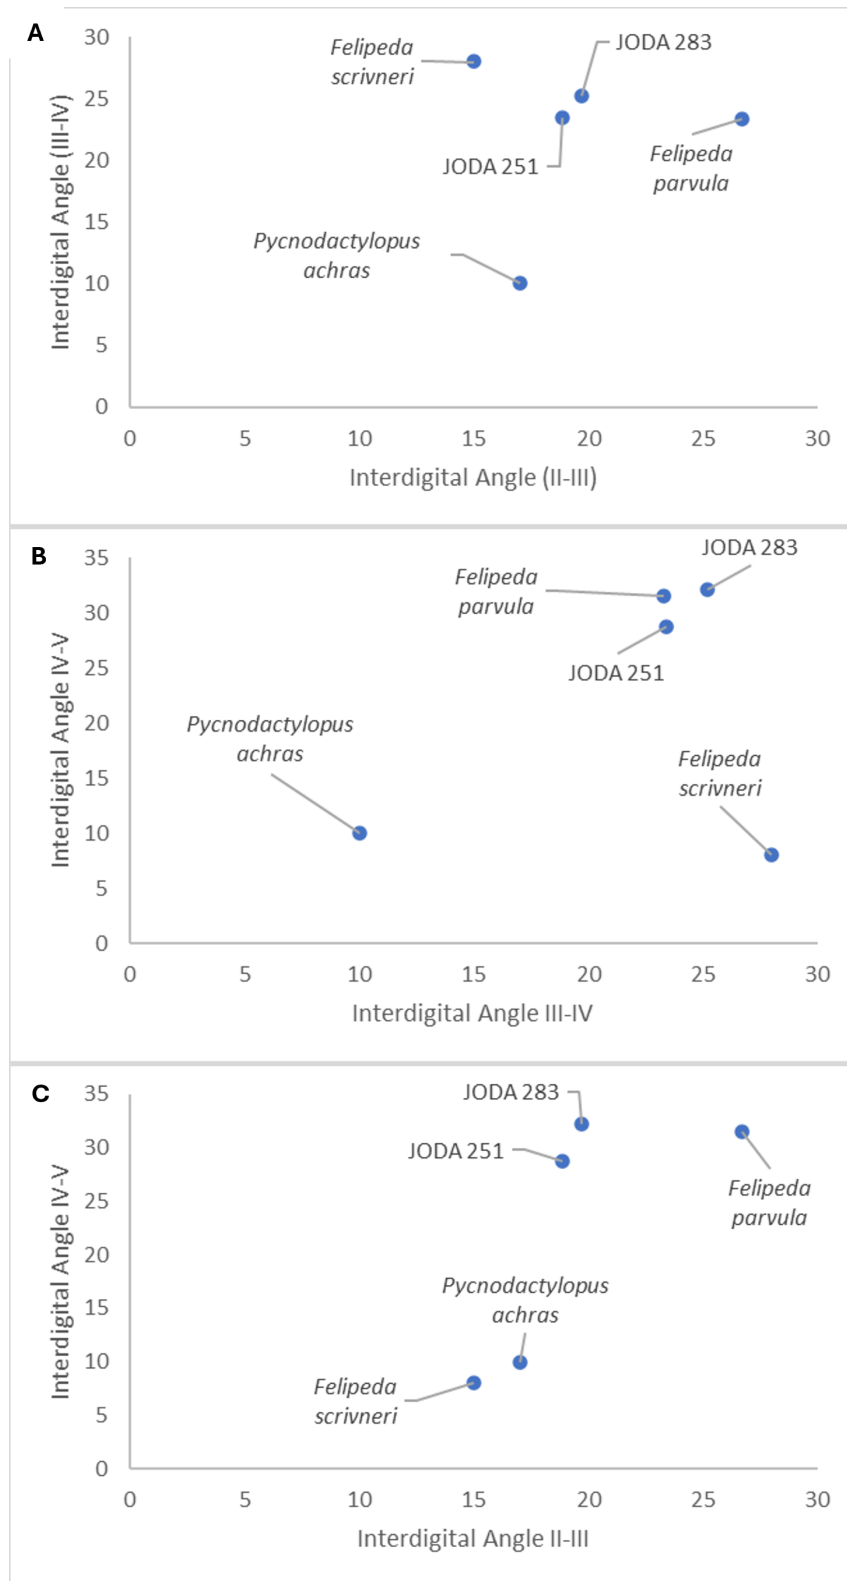 A
30
25
20
15
10
5
0
Interdigital Angle (III-IV)
Felipeda
scrivneri
JODA 283
JODA 251
Felipeda
parvula
Pycnodactylopus
achras
0 5 10 15 20 25 30
Interdigital Angle (II-III)
B
35
30
25
20
15
10
5
0
Interdigital Angle IV-V
JODA 283
Felipeda
parvula
JODA 251
Pycnodactylopus
achras
Felipeda
scrivneri
0 5 10 15 20 25 30
Interdigital Angle III-IV
C
35
30
25
20
15
10
5
0
Interdigital Angle IV-V
JODA 283
JODA 251
Felipeda
parvula
Pycnodactylopus
achras
Felipeda
scrivneri
0 5 10 15 20 25 30
Interdigital Angle II-III